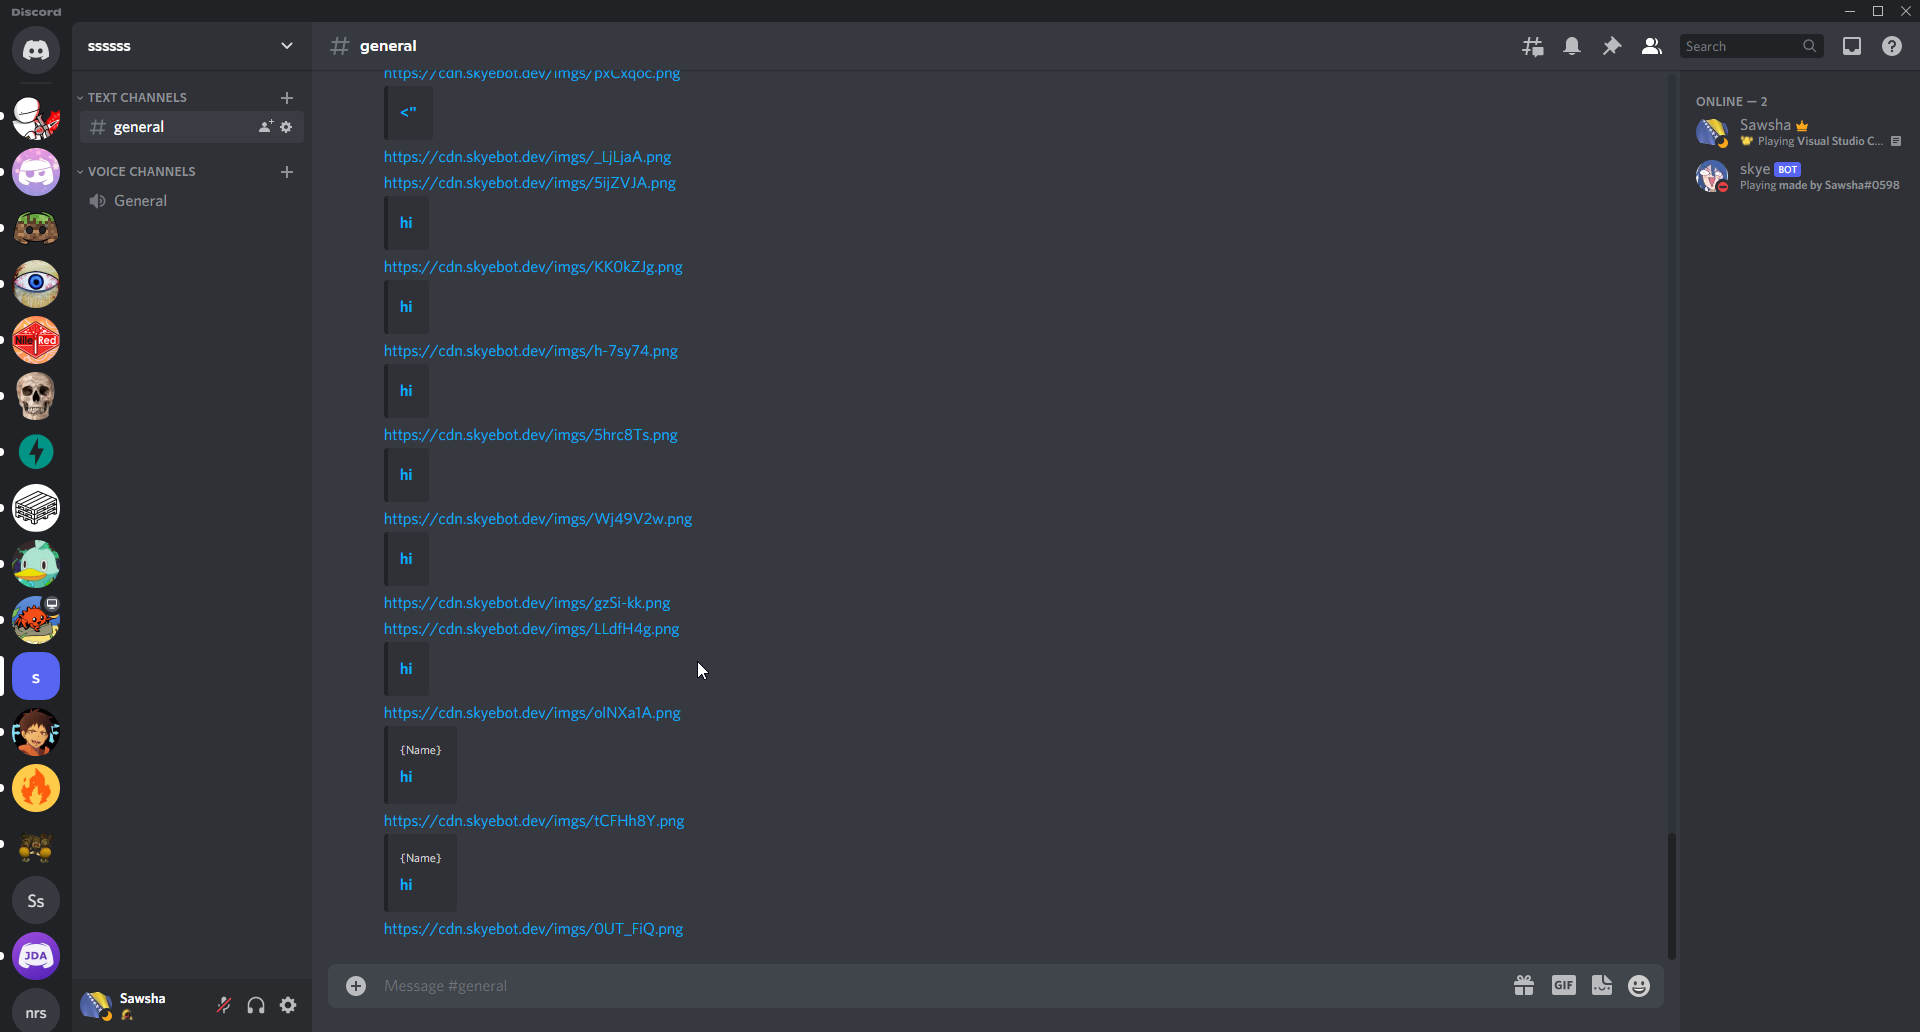 Discord
ssssss
TEXT CHANNELS
general
VOICE CHANNELS
General
Nile Red
s
Ss
JDA
nrs
Sawsha
general
Search
https://cdn.skyebot.dev/imgs/pxCxqoc.png
<"
https://cdn.skyebot.dev/imgs/_LjLjaA.png
https://cdn.skyebot.dev/imgs/5ijZVJA.png
hi
https://cdn.skyebot.dev/imgs/KK0kZJg.png
hi
https://cdn.skyebot.dev/imgs/h-7sy74.png
hi
https://cdn.skyebot.dev/imgs/5hrc8Ts.png
hi
https://cdn.skyebot.dev/imgs/Wj49V2w.png
hi
https://cdn.skyebot.dev/imgs/gzSi-kk.png
https://cdn.skyebot.dev/imgs/LLdfH4g.png
hi
https://cdn.skyebot.dev/imgs/olNXa1A.png
{Name}
hi
https://cdn.skyebot.dev/imgs/tCFHh8Y.png
{Name}
hi
https://cdn.skyebot.dev/imgs/0UT_FiQ.png
Message #general
GIF
ONLINE — 2
Sawsha
Playing Visual Studio C...
skye BOT
Playing made by Sawsha#0598